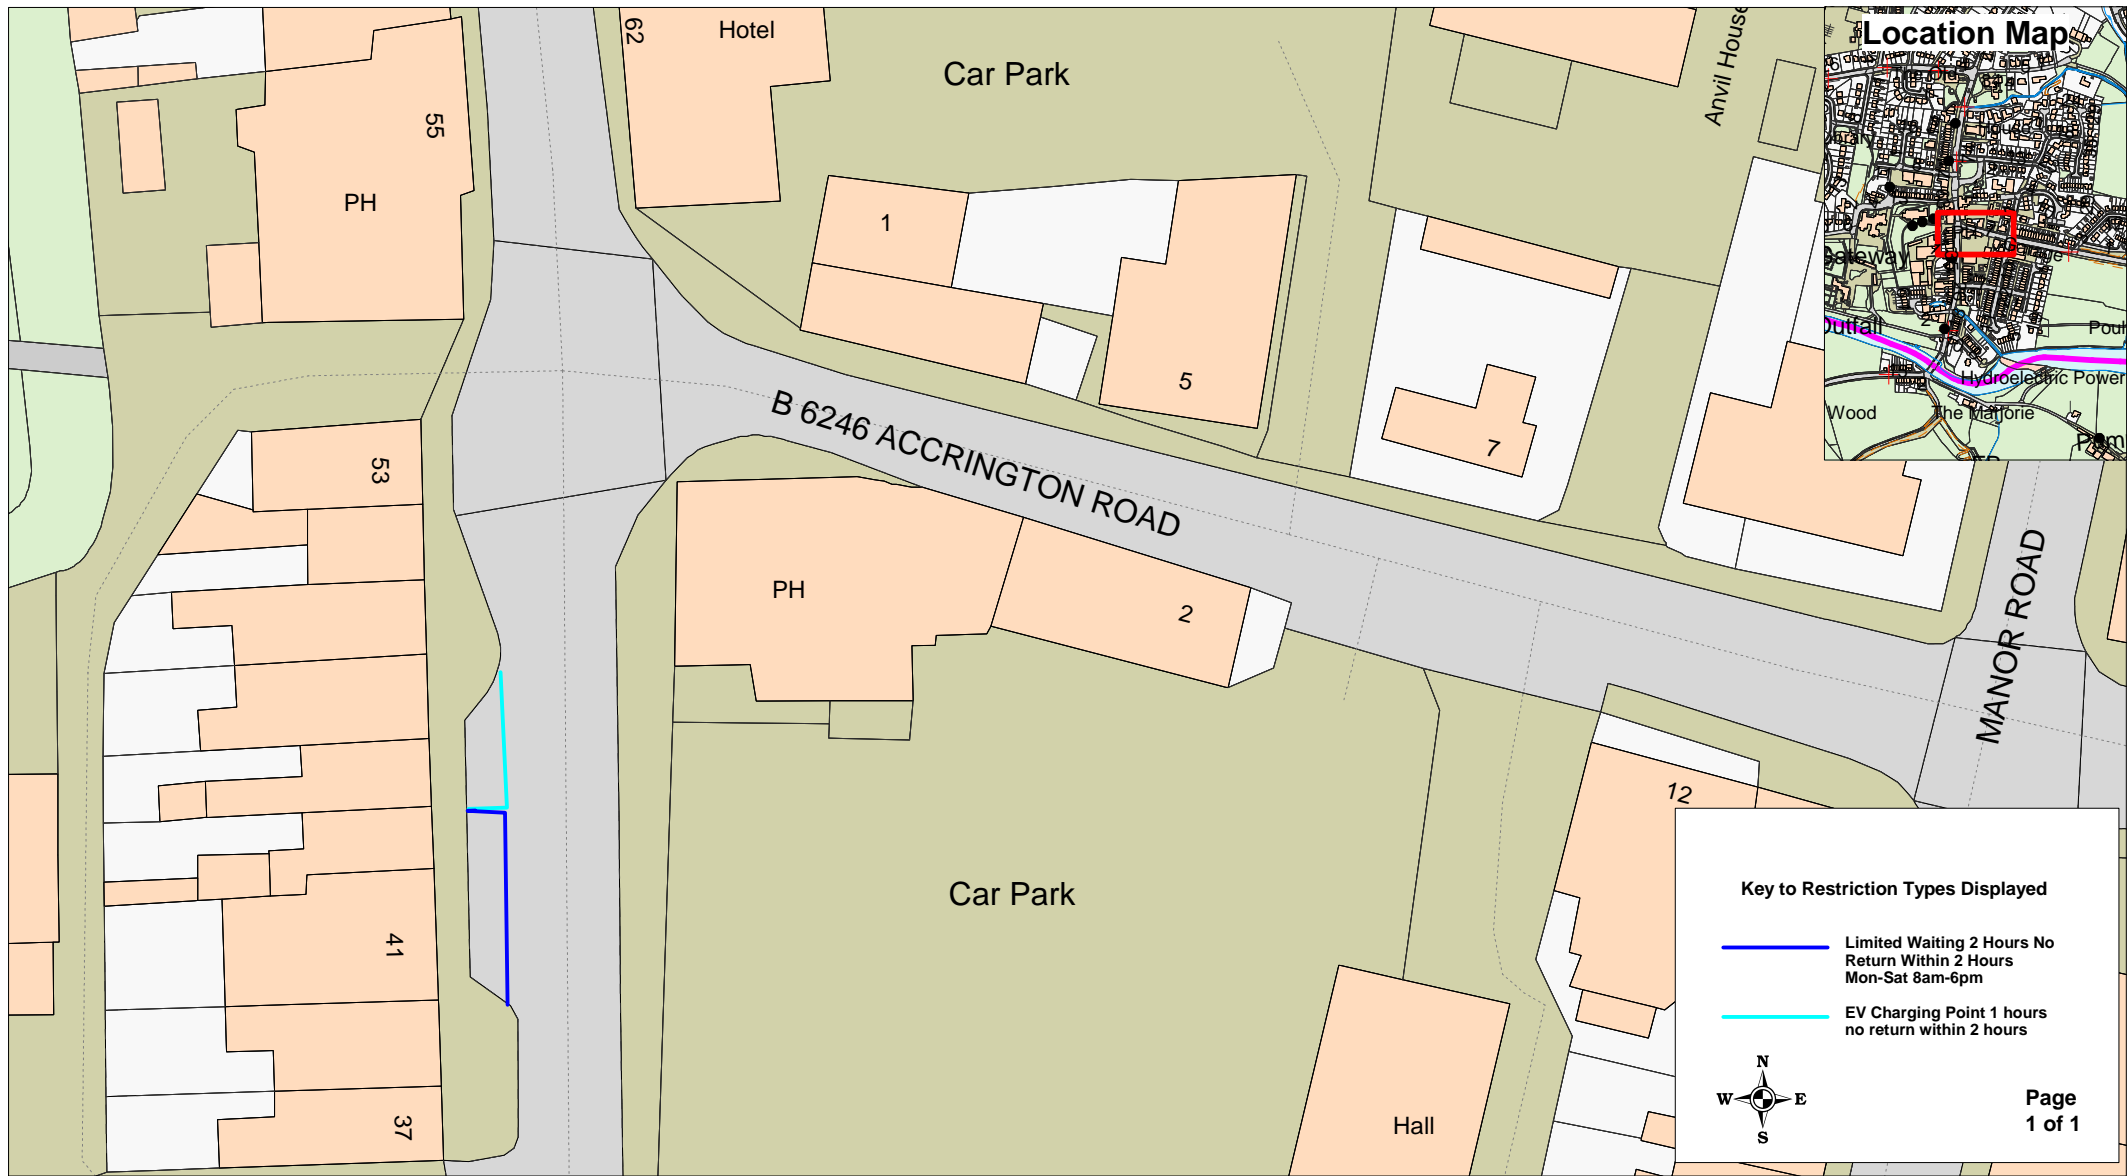 62
Hotel
Car Park
Anvil House
Location Map
55
PH
1
5
7
B 6246 ACCRINGTON ROAD
53
PH
2
MANOR ROAD
Gateway
Outfall
Hydroelectric Power
Wood
The Marjorie
12
Car Park
41
37
Hall
Key to Restriction Types Displayed
Limited Waiting 2 Hours No
Return Within 2 Hours
Mon-Sat 8am-6pm
EV Charging Point 1 hours
no return within 2 hours
N
W E
S
Page
1 of 1